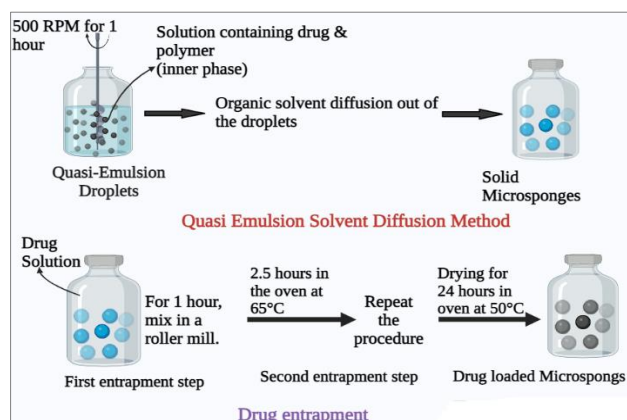 500 RPM for 1
hour
Solution containing drug &
polymer
(inner phase)
Organic solvent diffusion out of
the droplets
Quasi-Emulsion
Droplets
Solid
Microsponges
Quasi Emulsion Solvent Diffusion Method
Drug
Solution
For 1 hour,
mix in a
roller mill.
2.5 hours in
the oven at
65°C
Repeat
the
procedure
Drying for
24 hours in
oven at 50°C
First entrapment step
Second entrapment step
Drug loaded Microspongs
Drug entrapment